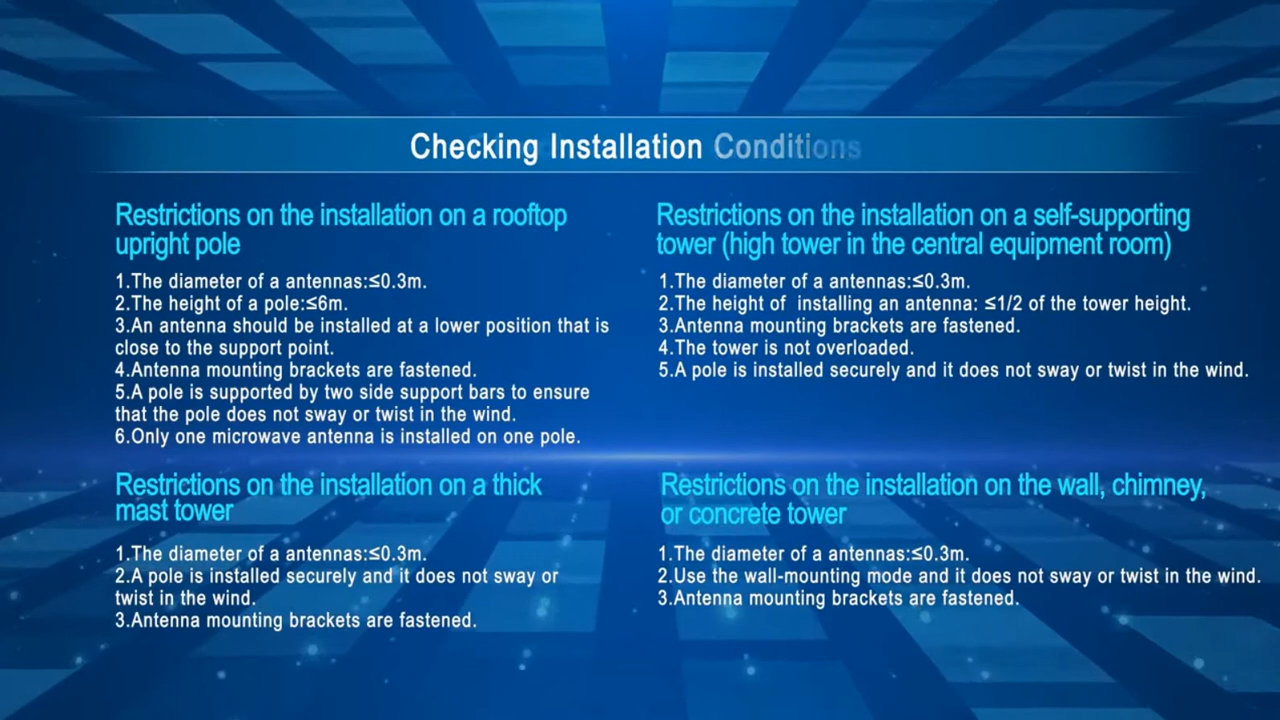 Checking Installation Conditions
Restrictions on the installation on a rooftop
upright pole
1.The diameter of a antennas:≤0.3m.
2.The height of a pole:≤6m.
3.An antenna should be installed at a lower position that is
close to the support point.
4.Antenna mounting brackets are fastened.
5.A pole is supported by two side support bars to ensure
that the pole does not sway or twist in the wind.
6.Only one microwave antenna is installed on one pole.
Restrictions on the installation on a self-supporting
tower (high tower in the central equipment room)
1.The diameter of a antennas:≤0.3m.
2.The height of  installing an antenna: ≤1/2 of the tower height.
3.Antenna mounting brackets are fastened.
4.The tower is not overloaded.
5.A pole is installed securely and it does not sway or twist in the wind.
Restrictions on the installation on a thick
mast tower
1.The diameter of a antennas:≤0.3m.
2.A pole is installed securely and it does not sway or
twist in the wind.
3.Antenna mounting brackets are fastened.
Restrictions on the installation on the wall, chimney,
or concrete tower
1.The diameter of a antennas:≤0.3m.
2.Use the wall-mounting mode and it does not sway or twist in the wind.
3.Antenna mounting brackets are fastened.